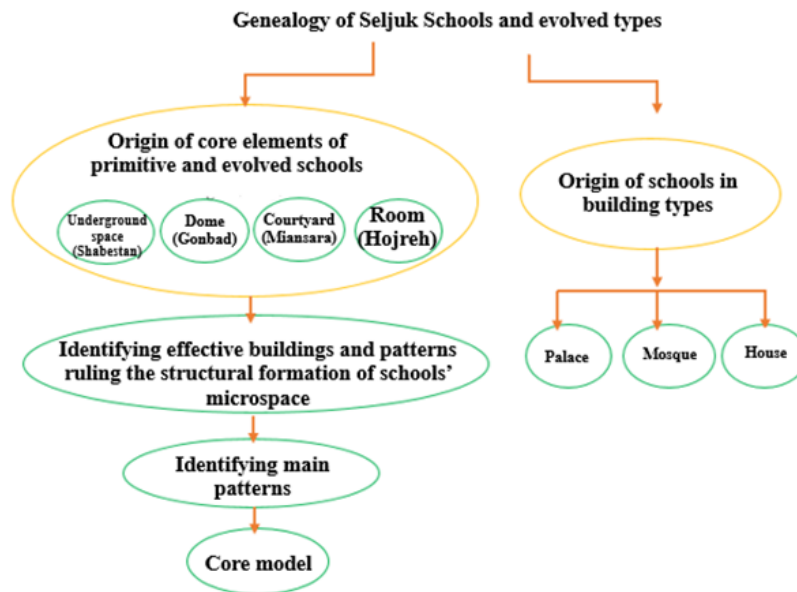 Genealogy of Seljuk Schools and evolved types
Origin of core elements of
primitive and evolved schools
Underground
space
(Shabestan)
Dome
(Gonbad)
Courtyard
(Miansara)
Room
(Hojreh)
Origin of schools in
building types
Identifying effective buildings and patterns
ruling the structural formation of schools’
microspace
Palace
Mosque
House
Identifying main
patterns
Core model